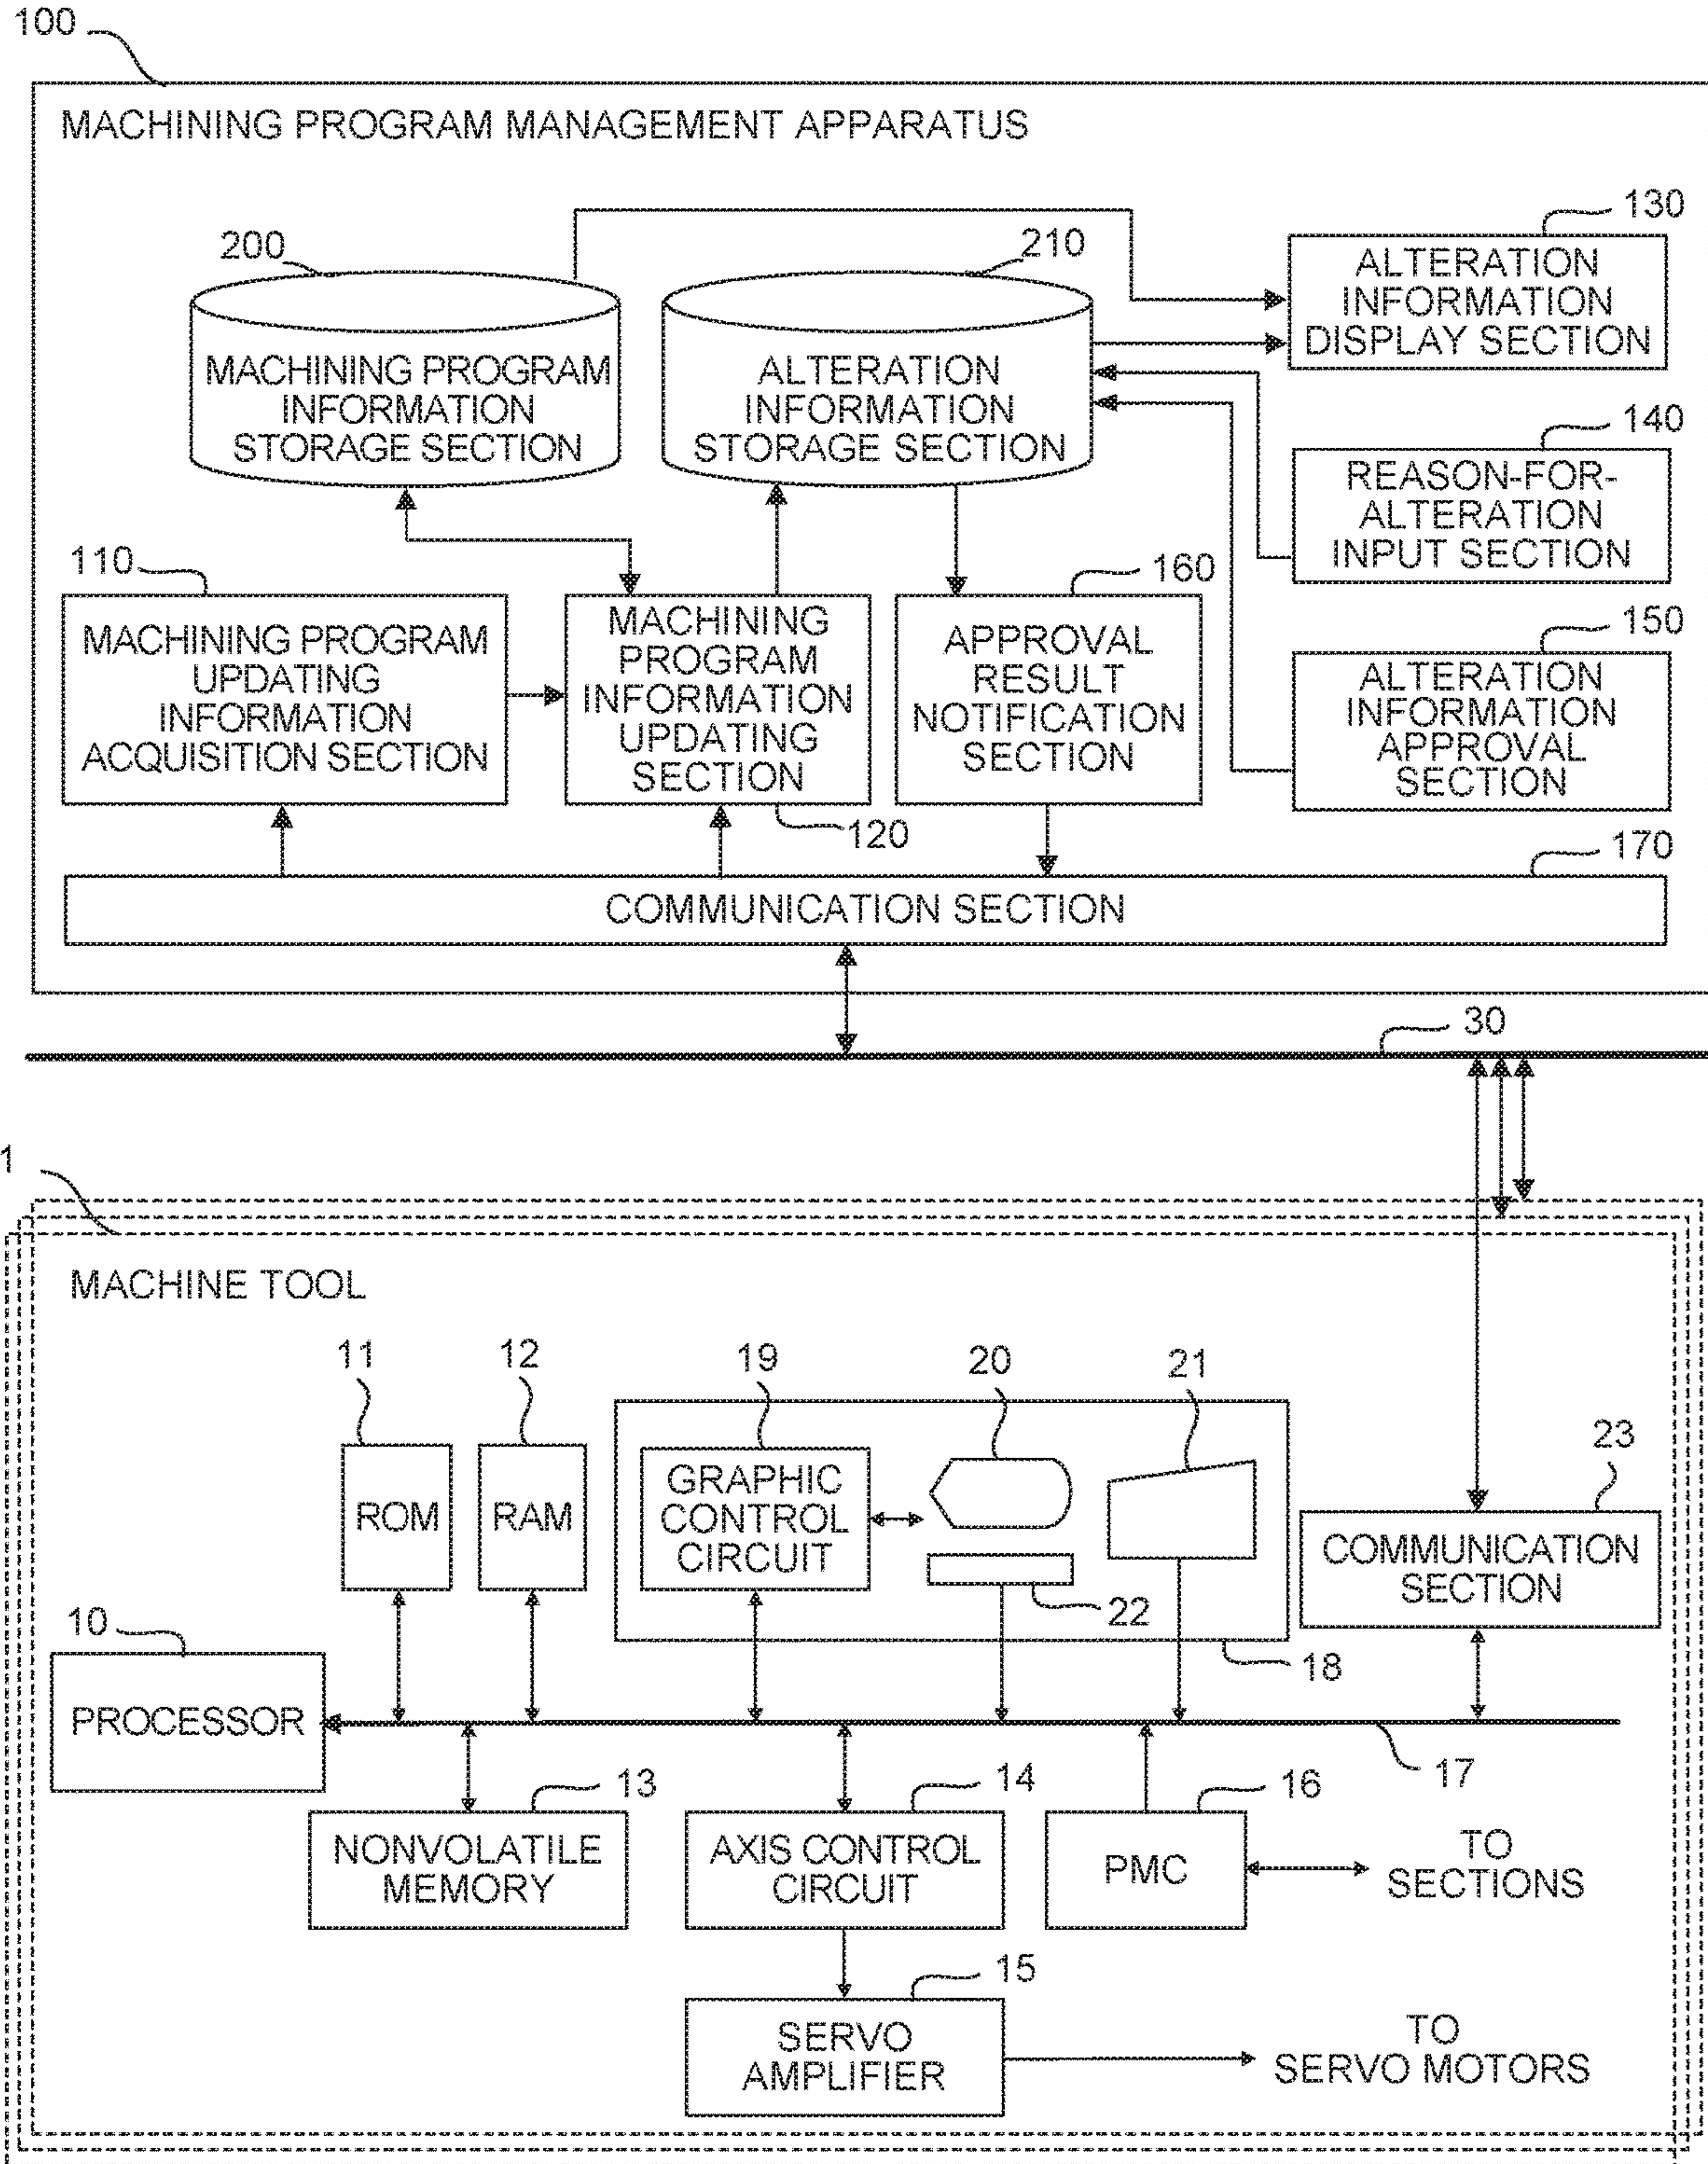 100
MACHINING PROGRAM MANAGEMENT APPARATUS
130
200
210
ALTERATION
INFORMATION
DISPLAY SECTION
MACHINING PROGRAM
INFORMATION
STORAGE SECTION
ALTERATION
INFORMATION
STORAGE SECTION
140
REASON-FOR-
ALTERATION
INPUT SECTION
110
160
MACHINING PROGRAM
UPDATING
INFORMATION
ACQUISITION SECTION
MACHINING
PROGRAM
INFORMATION
UPDATING
SECTION
APPROVAL
RESULT
NOTIFICATION
SECTION
150
ALTERATION
INFORMATION
APPROVAL
SECTION
120
170
COMMUNICATION SECTION
30
1
MACHINE TOOL
11
12
19
20
21
23
ROM
RAM
GRAPHIC
CONTROL
CIRCUIT
COMMUNICATION
SECTION
22
10
18
PROCESSOR
17
13
14
16
NONVOLATILE
MEMORY
AXIS CONTROL
CIRCUIT
PMC
TO
SECTIONS
15
SERVO
AMPLIFIER
TO
SERVO MOTORS